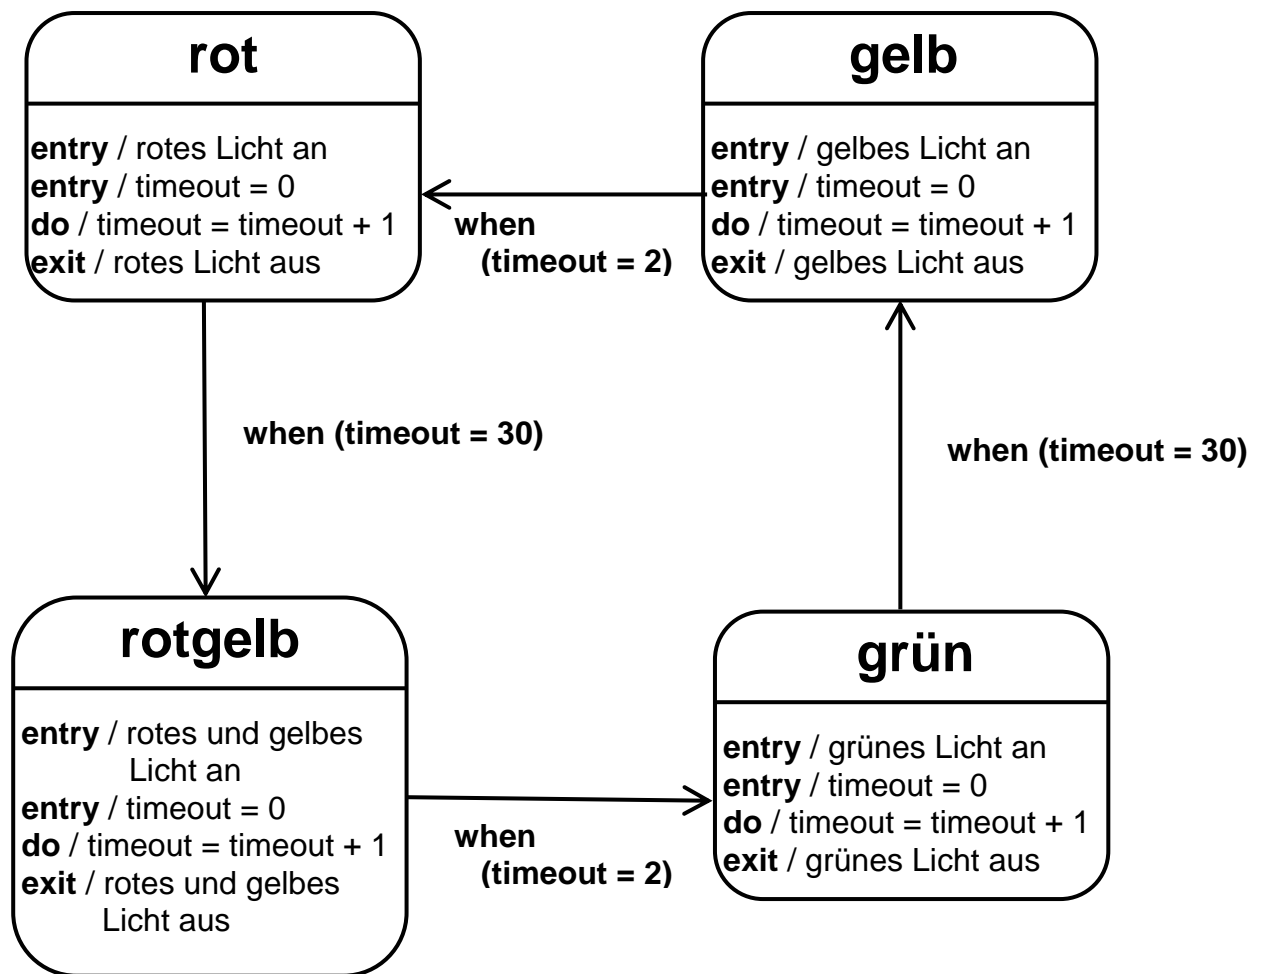 rot
entry / rotes Licht an
entry / timeout = 0
do / timeout = timeout + 1
exit / rotes Licht aus
gelb
entry / gelbes Licht an
entry / timeout = 0
do / timeout = timeout + 1
exit / gelbes Licht aus
when
(timeout = 2)
when (timeout = 30)
when (timeout = 30)
rotgelb
entry / rotes und gelbes
Licht an
entry / timeout = 0
do / timeout = timeout + 1
exit / rotes und gelbes
Licht aus
when
(timeout = 2)
grün
entry / grünes Licht an
entry / timeout = 0
do / timeout = timeout + 1
exit / grünes Licht aus